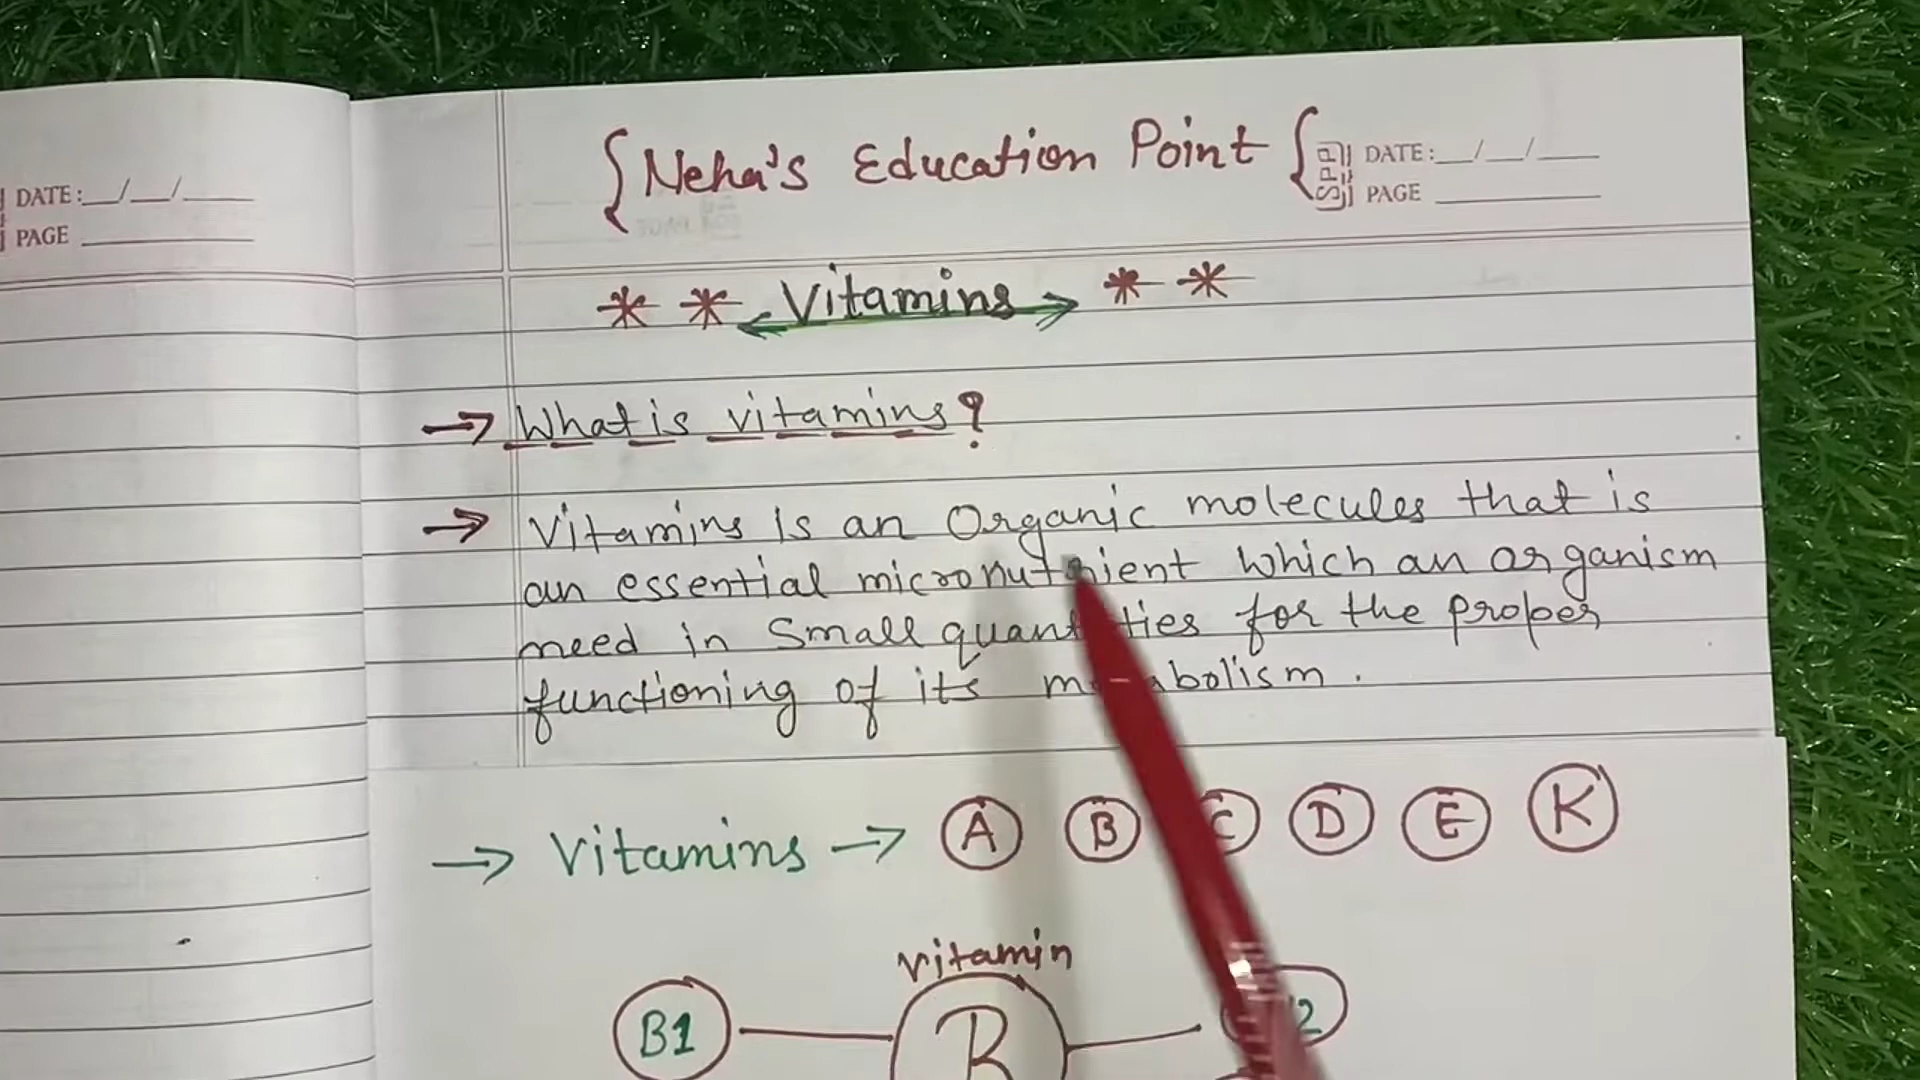 {Neha's Education Point{
DATE:__/__/____
PAGE
DATE:__/__/____
PAGE
** Vitamins **
→ What is vitamins?
→ Vitamins is an Organic molecules that is
an essential micronutrient which an organism
need in Small quantities for the proper
functioning of its metabolism.
→ Vitamins → A B C D E K
vitamin
B1 B